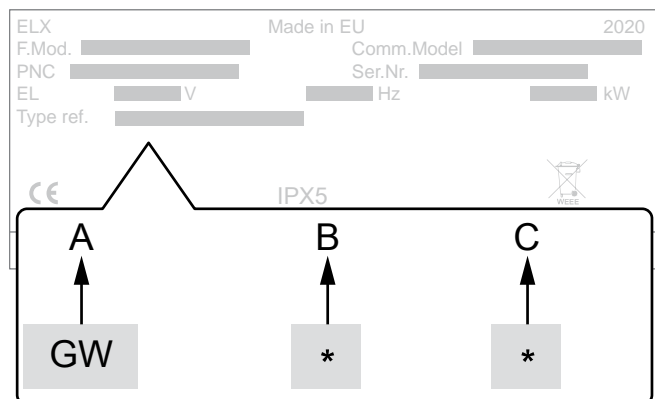 ELX Made in EU 2020
F.Mod. Comm.Model
PNC Ser.Nr.
EL V Hz kW
Type ref.
CE IPX5
WEEE
A B C
GW * *